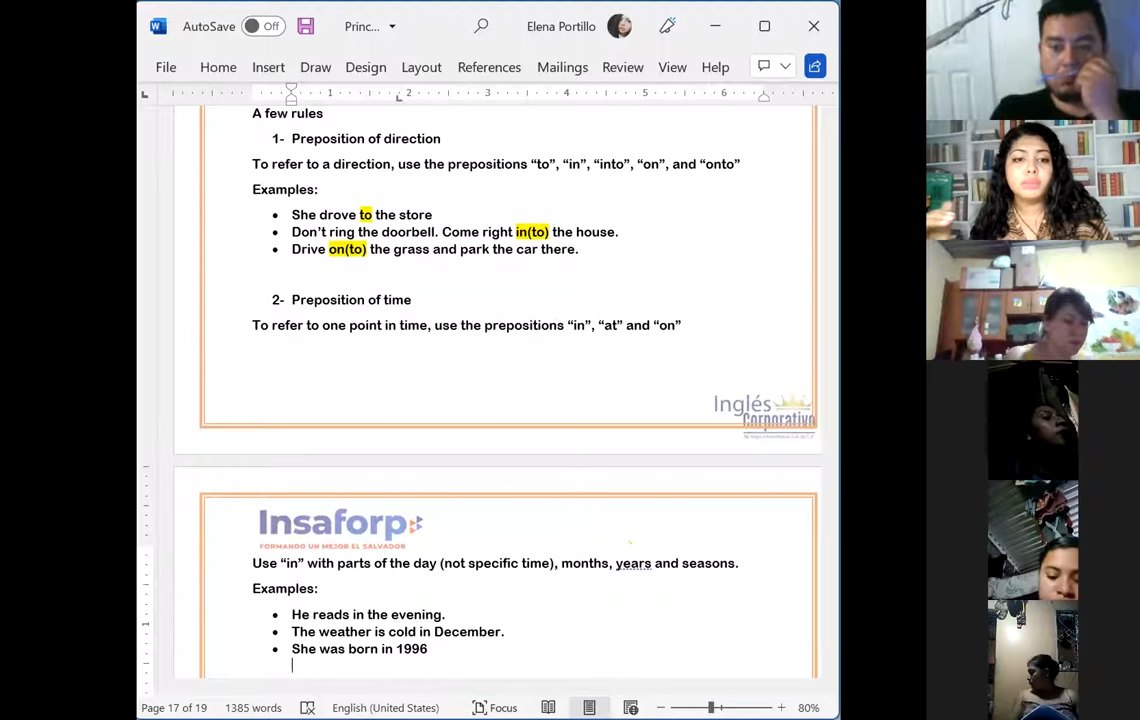 AutoSave Off Princ... Elena Portillo
File Home Insert Draw Design Layout References Mailings Review View Help
1 2 3 4 5 6
A few rules
1- Preposition of direction
To refer to a direction, use the prepositions “to”, “in”, “into”, “on”, and “onto”
Examples:
• She drove to the store
• Don’t ring the doorbell. Come right in(to) the house.
• Drive on(to) the grass and park the car there.
2- Preposition of time
To refer to one point in time, use the prepositions “in”, “at” and “on”
Inglés
Corporativo
Insaforp
FORMANDO UN MEJOR EL SALVADOR
Use “in” with parts of the day (not specific time), months, years and seasons.
Examples:
• He reads in the evening.
• The weather is cold in December.
• She was born in 1996
Page 17 of 19 1385 words English (United States) Focus 80%